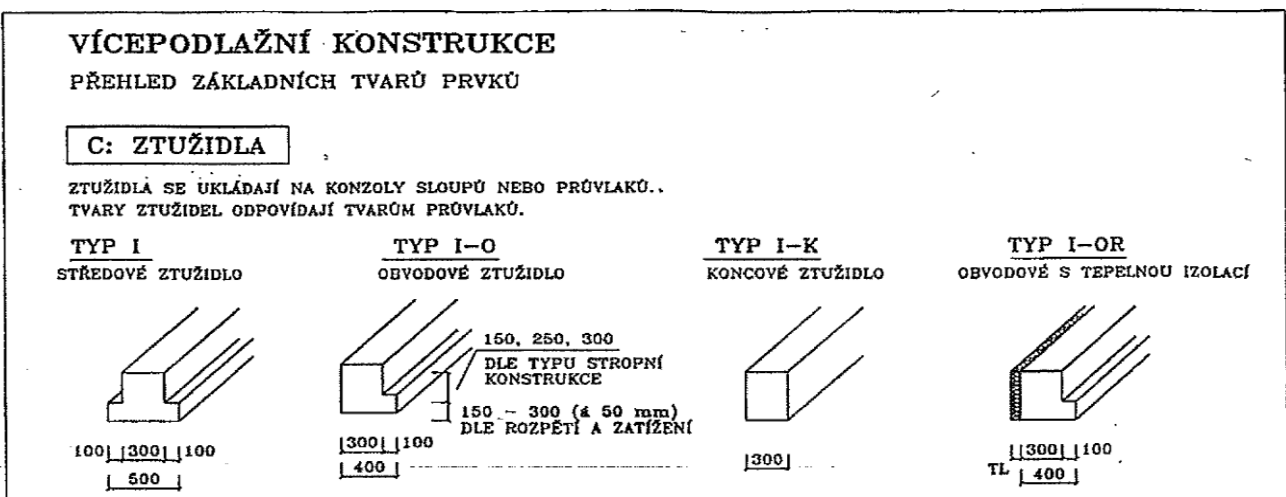 VÍCEPODLAŽNÍ KONSTRUKCE
PŘEHLED ZÁKLADNÍCH TVARŮ PRVKŮ
C: ZTUŽIDLA
ZTUŽIDLA SE UKLÁDAJÍ NA KONZOLY SLOUPŮ NEBO PRŮVLAKŮ..
TVARY ZTUŽIDEL ODPOVÍDAJÍ TVARŮM PRŮVLAKŮ.
TYP I
STŘEDOVÉ ZTUŽIDLO
100 300 100
500
TYP I-O
OBVODOVÉ ZTUŽIDLO
150, 250, 300
DLE TYPU STROPNÍ
KONSTRUKCE
150 - 300 (á 50 mm)
DLE ROZPĚTÍ A ZATÍŽENÍ
300 100
400
TYP I-K
KONCOVÉ ZTUŽIDLO
300
TYP I-OR
OBVODOVÉ S TEPELNOU IZOLACÍ
300 100
TL 400